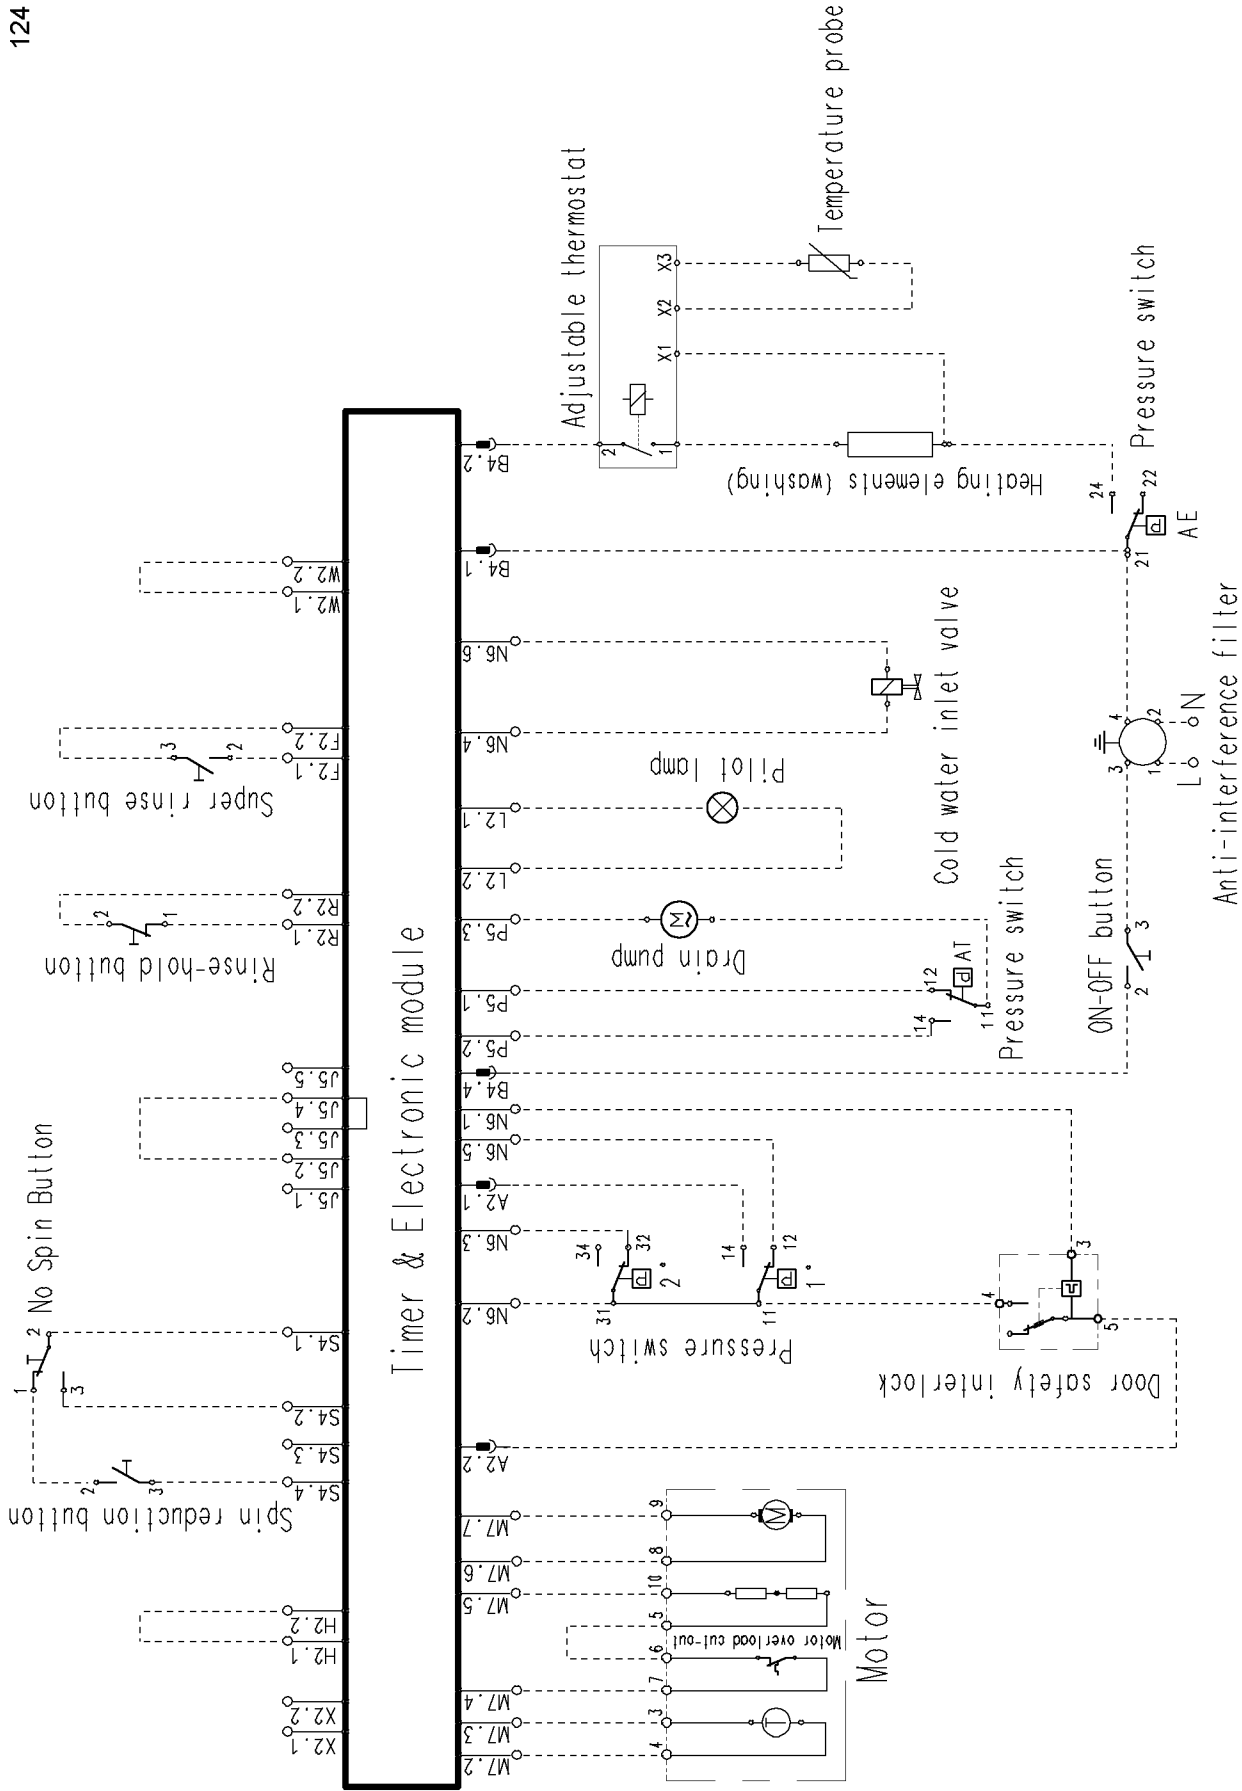 124
No Spin Button
2
1
3
Spin reduction button
2
3
Rinse-hold button
2
1
Super rinse button
3
2
X2.1
X2.2
H2.1
H2.2
S4.4
S4.3
S4.2
S4.1
J5.1
J5.2
J5.3
J5.4
J5.5
R2.1
R2.2
F2.1
F2.2
W2.1
W2.2
Timer & Electronic module
M7.2
M7.3
M7.4
M7.5
M7.6
M7.7
A2.2
N6.2
N6.3
A2.1
N6.5
N6.1
B4.4
P5.2
P5.1
P5.3
L2.2
L2.1
N6.4
N6.6
B4.1
B4.2
Adjustable thermostat
2
1
X1
X2
X3
Temperature probe
Heating elements (washing)
Pressure switch
24
22
21
AE
P
Cold water inlet valve
Pilot lamp
Drain pump
M
Pressure switch
12
14
11
AT
P
ON-OFF button
2
3
Anti-interference filter
3
4
1
2
L
N
Pressure switch
34
32
31
P
2°
14
12
11
P
1°
Door safety interlock
4
3
5
Motor
4
3
7
6
5
10
8
9
T
Motor overload cut-out
M